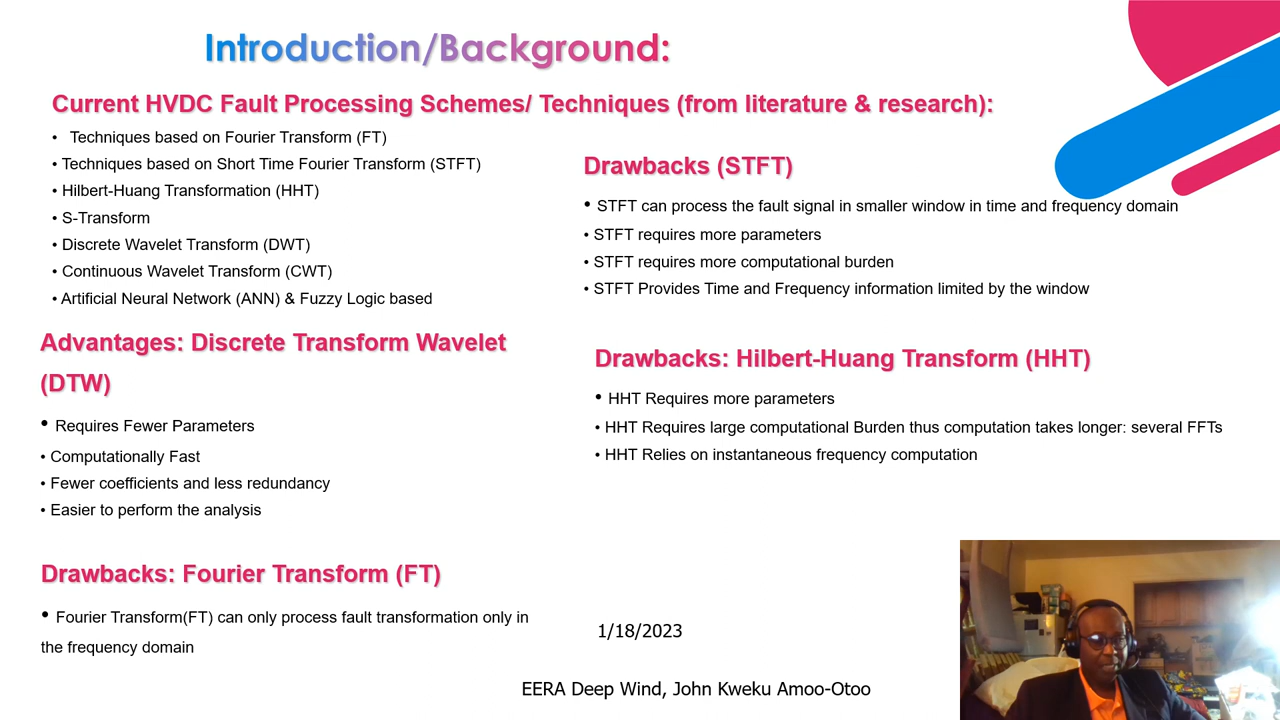 Introduction/Background:
Current HVDC Fault Processing Schemes/ Techniques (from literature & research):
• Techniques based on Fourier Transform (FT)
• Techniques based on Short Time Fourier Transform (STFT)
• Hilbert-Huang Transformation (HHT)
• S-Transform
• Discrete Wavelet Transform (DWT)
• Continuous Wavelet Transform (CWT)
• Artificial Neural Network (ANN) & Fuzzy Logic based
Advantages: Discrete Transform Wavelet
(DTW)
• Requires Fewer Parameters
• Computationally Fast
• Fewer coefficients and less redundancy
• Easier to perform the analysis
Drawbacks: Fourier Transform (FT)
• Fourier Transform(FT) can only process fault transformation only in
the frequency domain
Drawbacks (STFT)
• STFT can process the fault signal in smaller window in time and frequency domain
• STFT requires more parameters
• STFT requires more computational burden
• STFT Provides Time and Frequency information limited by the window
Drawbacks: Hilbert-Huang Transform (HHT)
• HHT Requires more parameters
• HHT Requires large computational Burden thus computation takes longer: several FFTs
• HHT Relies on instantaneous frequency computation
1/18/2023
EERA Deep Wind, John Kweku Amoo-Otoo